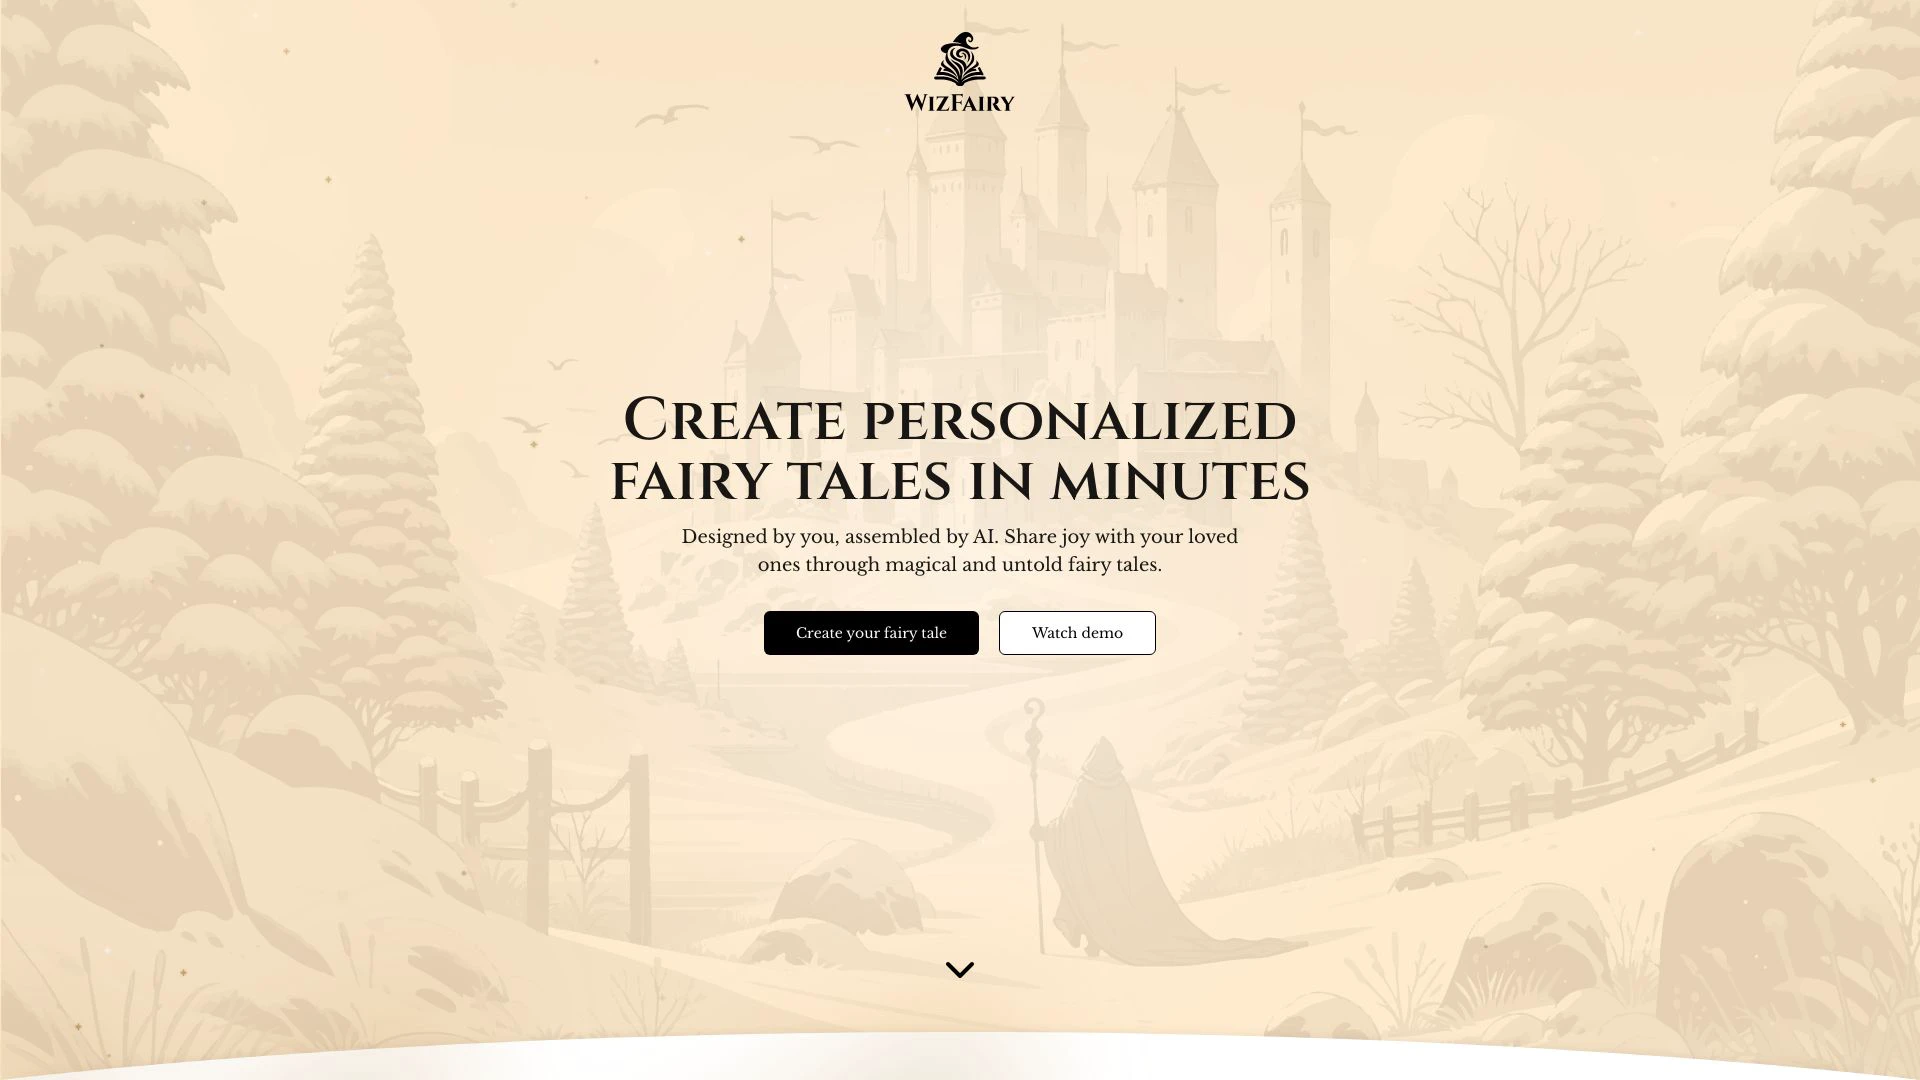 WizFairy
Create personalized
fairy tales in minutes
Designed by you, assembled by AI. Share joy with your loved
ones through magical and untold fairy tales.
Create your fairy tale
Watch demo